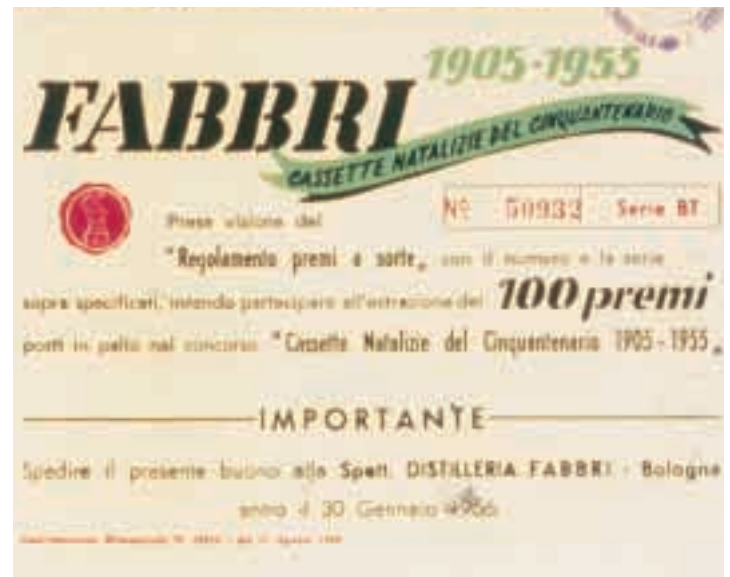 1905-1955
FABBRI
CASSETTE NATALIZIE DEL CINQUANTENARIO
Nº 50932 Serie BT
Presa visione del
"Regolamento premi a sorte„ con il numero e la serie
sopra specificati, intendo partecipare all'estrazione dei 100 premi
posti in palio nel concorso "Cassette Natalizie del Cinquantenario 1905-1955„
IMPORTANTE
Spedire il presente buono alla Spett. DISTILLERIA FABBRI - Bologna
entro il 30 Gennaio 1956